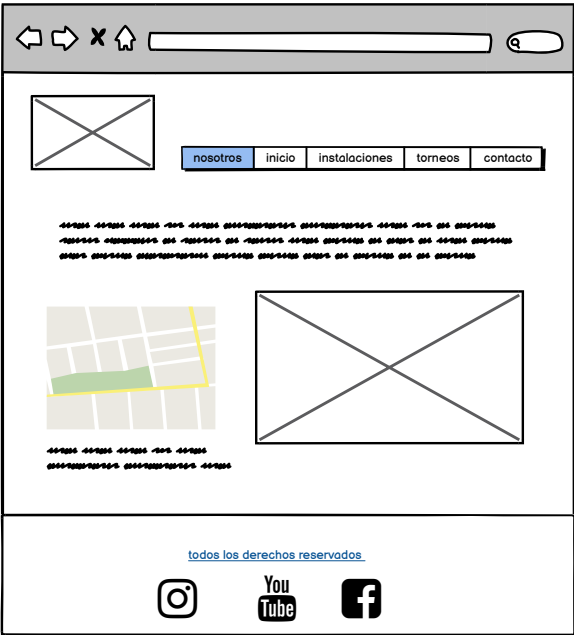 nosotros inicio instalaciones torneos contacto
todos los derechos reservados
You
Tube